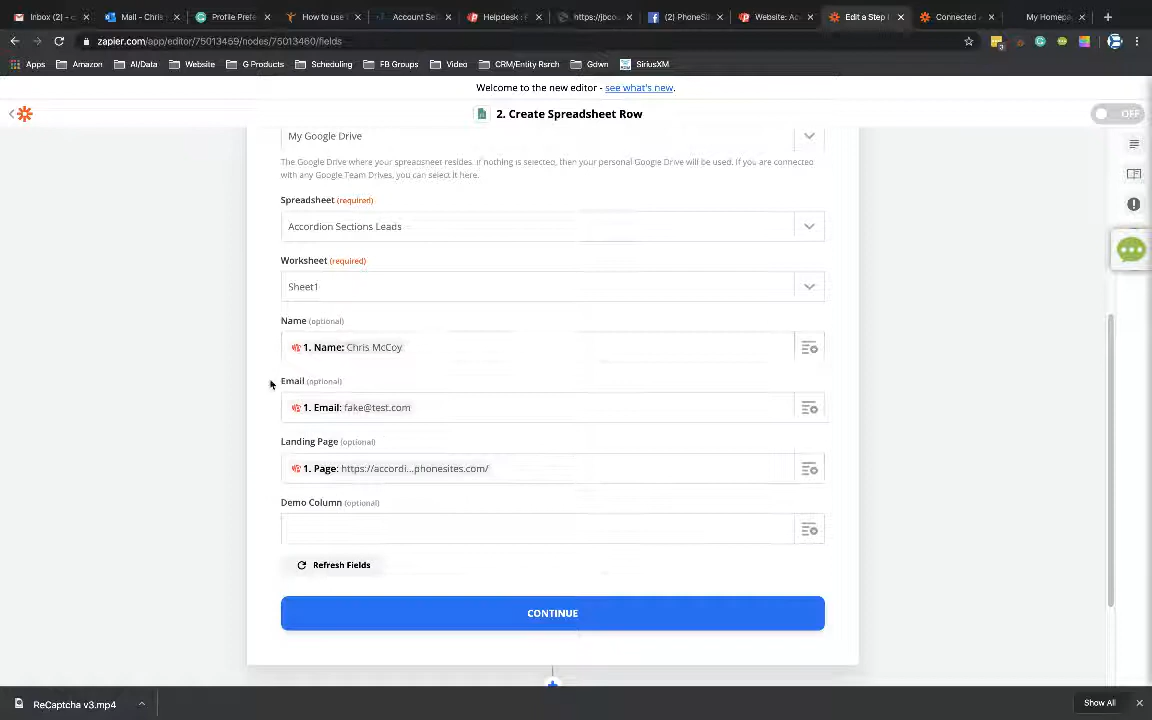 Inbox (2) - c
Mail - Chris
Profile Prefe
How to use
Account Se
Helpdesk : F
https://jbco
(2) PhoneSi
Website: Ac
Edit a Step
Connected
My Homep
zapier.com/app/editor/75013459/nodes/75013460/fields
Apps
Amazon
AI/Data
Website
G Products
Scheduling
FB Groups
Video
CRM/Entity Rsrch
Gdwn
SiriusXM
Welcome to the new editor - see what's new.
2. Create Spreadsheet Row
OFF
My Google Drive
The Google Drive where your spreasheet resides. If nothing is selected, then your personal Google Drive will be used. If you are connected
with any Google Team Drives, you can select it here.
Spreadsheet (required)
Accordion Sections Leads
Worksheet (required)
Sheet1
Name (optional)
1. Name: Chris McCoy
Email (optional)
1. Email: fake@test.com
Landing Page (optional)
1. Page: https://accordi...phonesites.com/
Demo Column (optional)
Refresh Fields
CONTINUE
ReCaptcha v3.mp4
Show All